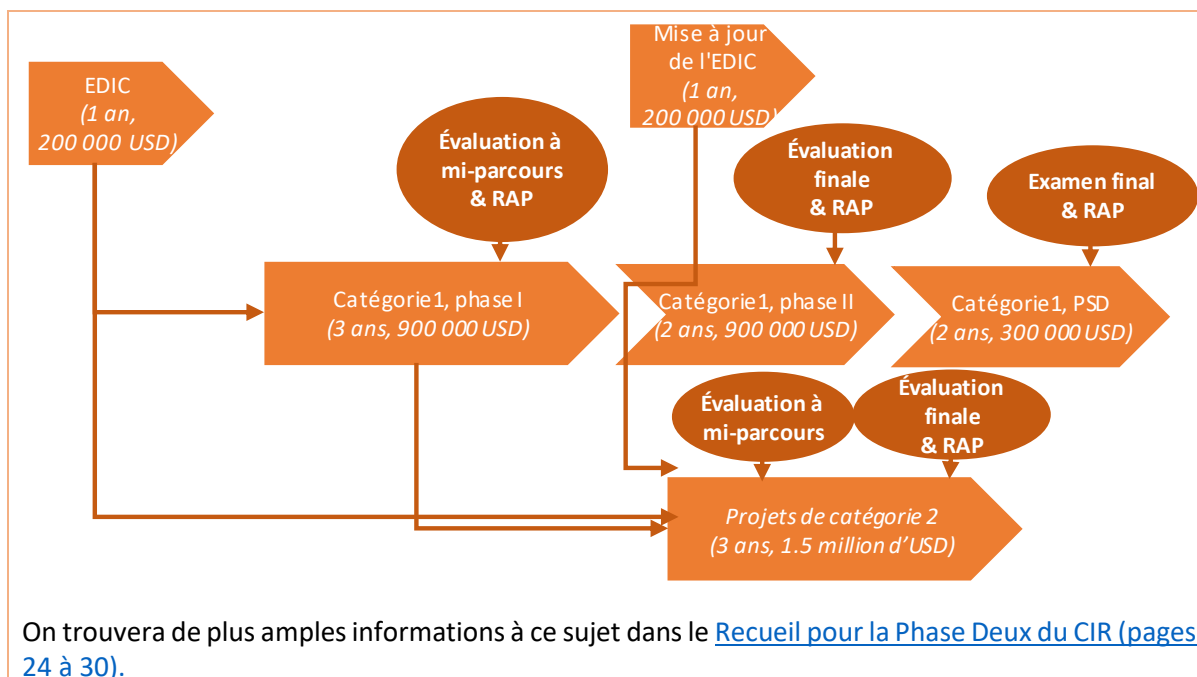 EDIC
(1 an,
200 000 USD)
Mise à jour
de l'EDIC
(1 an,
200 000 USD)
Évaluation à
mi-parcours
& RAP
Évaluation
finale
& RAP
Examen final
& RAP
Catégorie1, phase I
(3 ans, 900 000 USD)
Catégorie1, phase II
(2 ans, 900 000 USD)
Catégorie1, PSD
(2 ans, 300 000 USD)
Évaluation à
mi-parcours
Évaluation
finale
& RAP
Projets de catégorie 2
(3 ans, 1.5 million d’USD)
On trouvera de plus amples informations à ce sujet dans le Recueil pour la Phase Deux du CIR (pages
24 à 30).